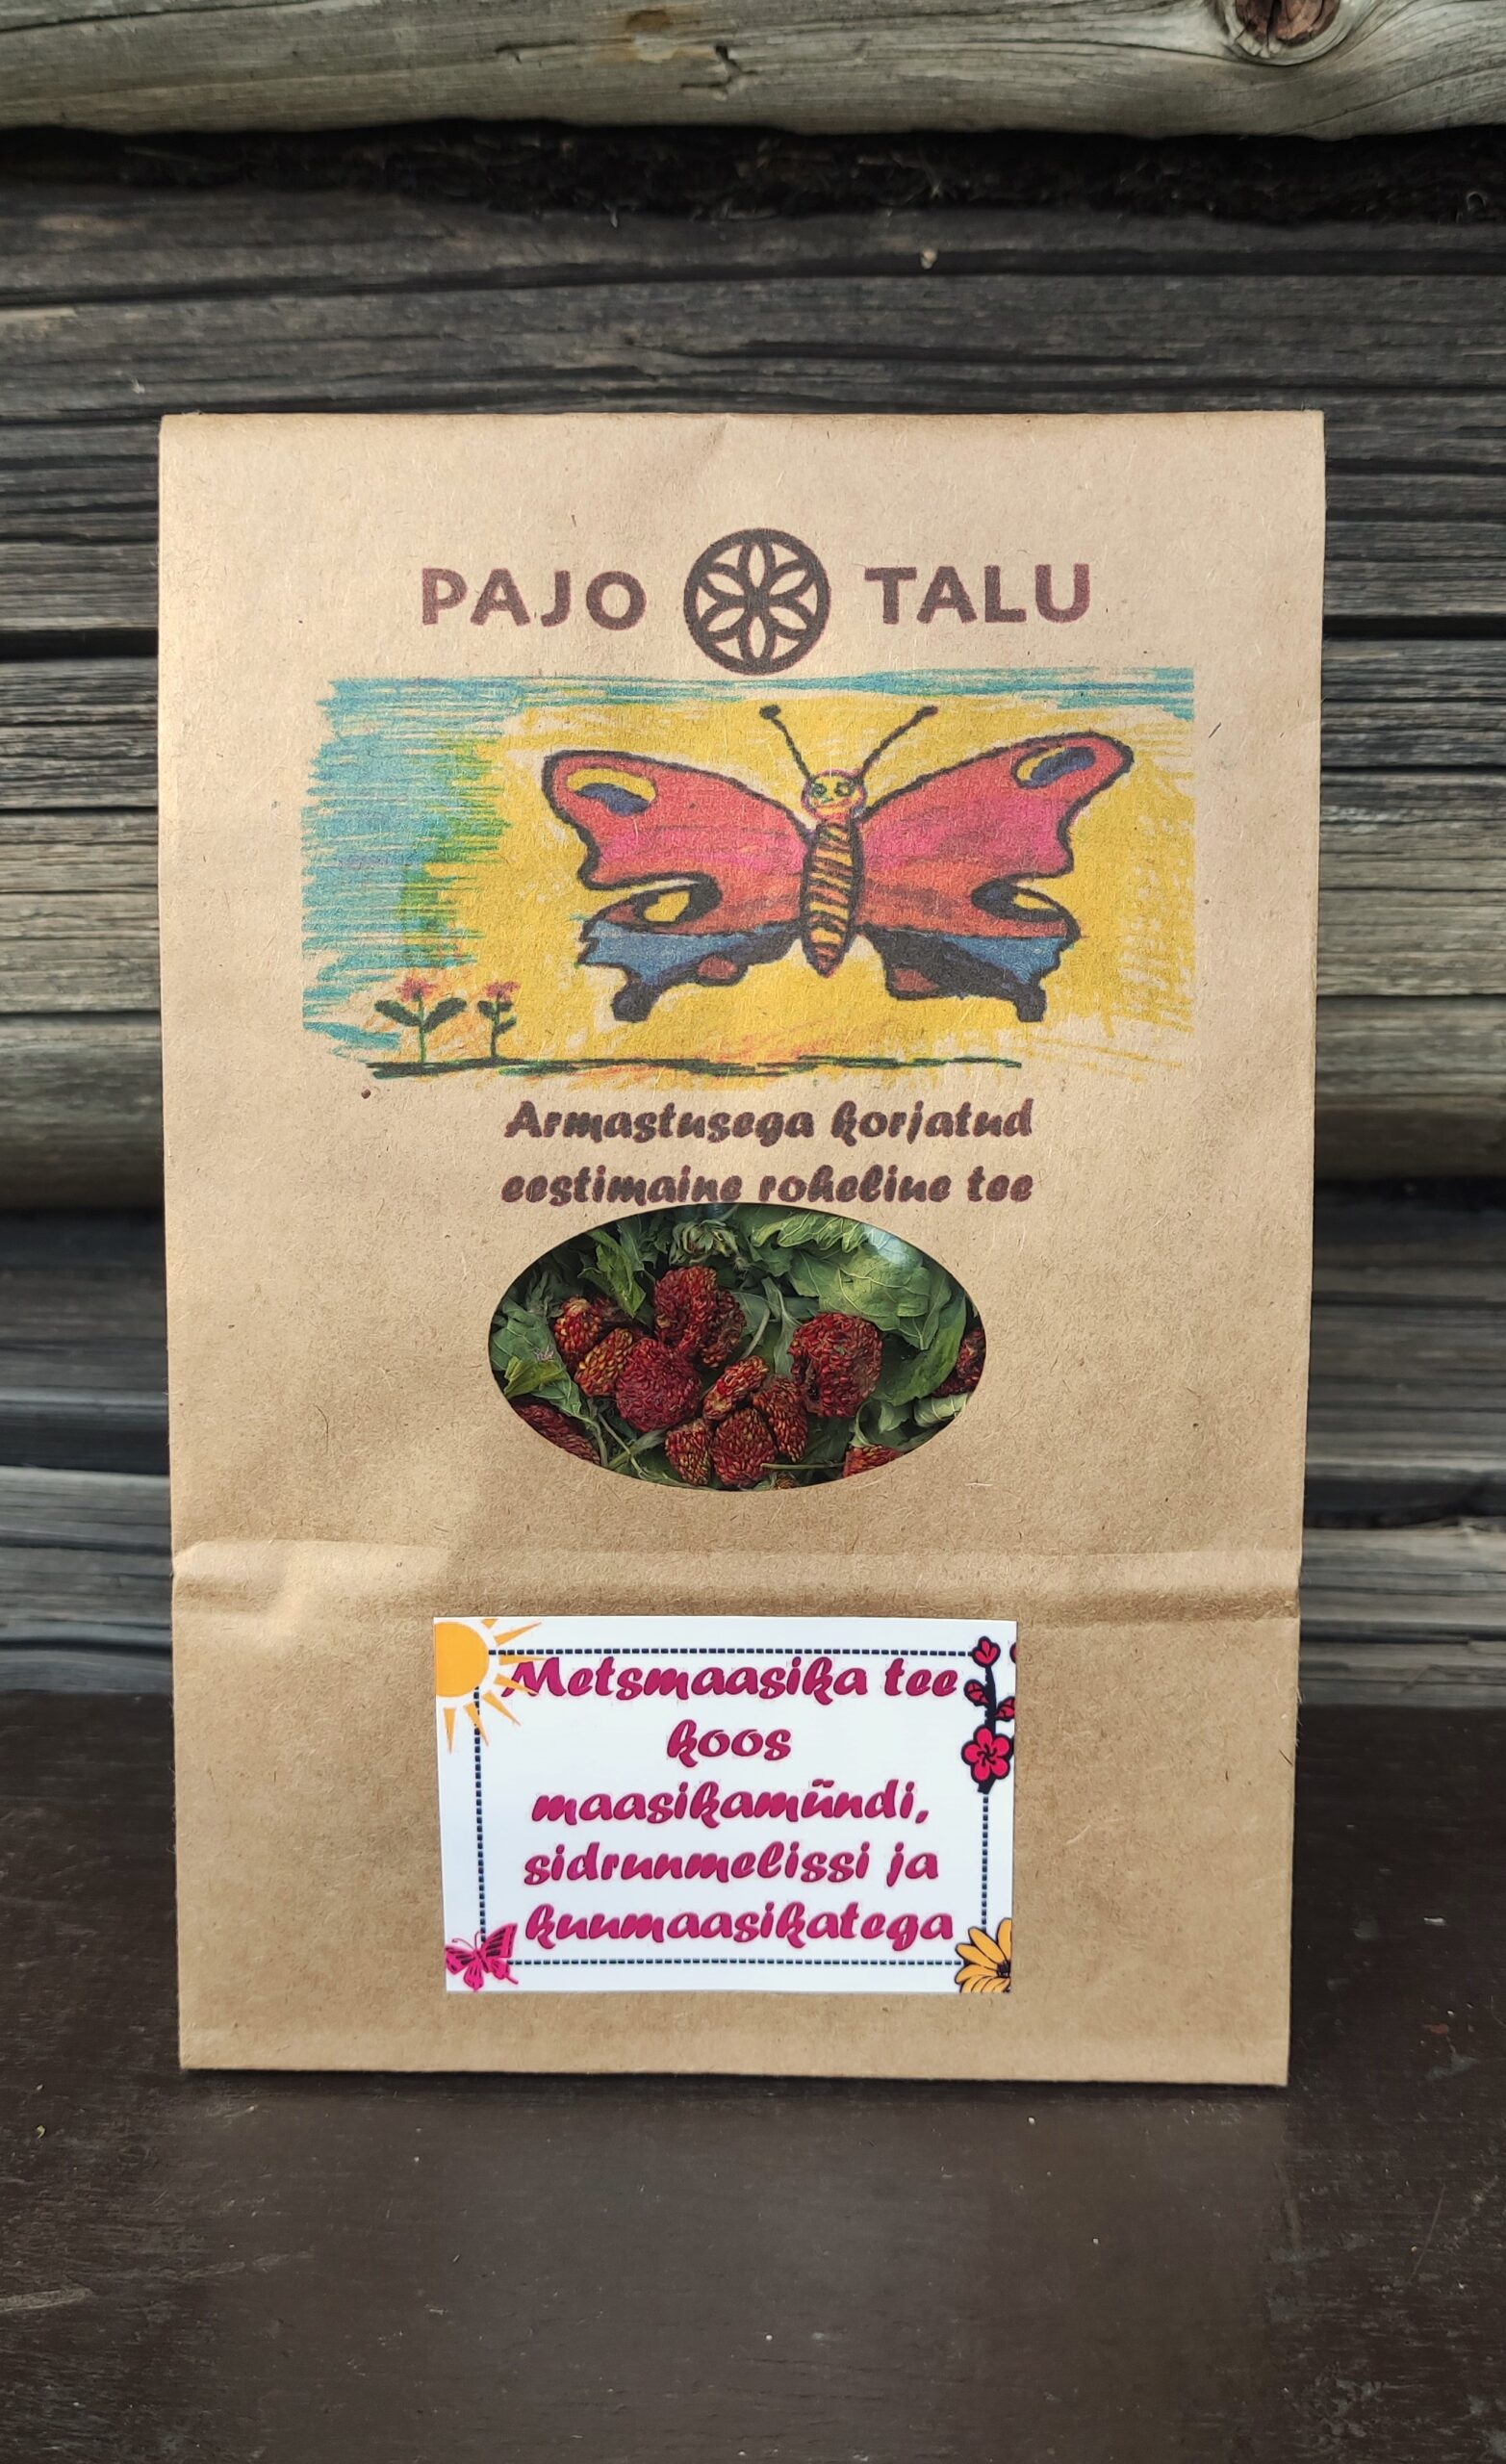 PAJO TALU
Armastusega korjatud
eestimaine roheline tee
Metsmaasika tee
koos
maasikamündi,
sidrunmelissi ja
kuumaasikatega